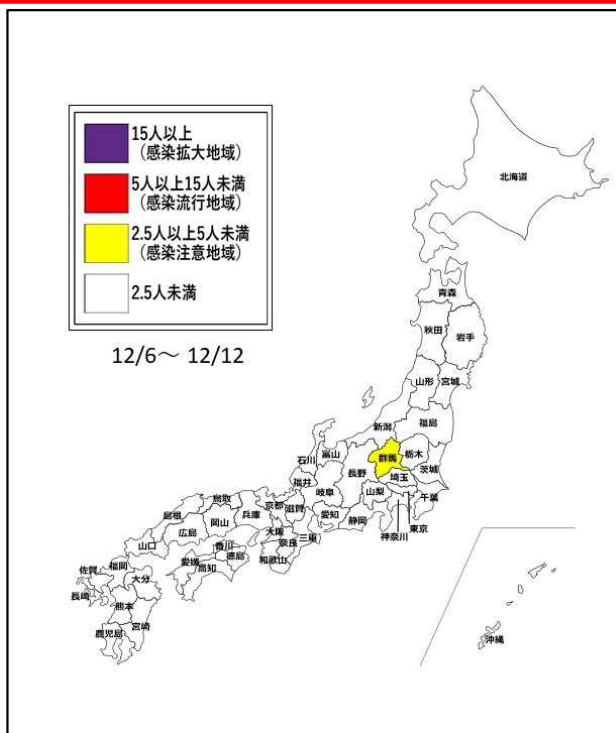 15人以上
(感染拡大地域)
5人以上15人未満
(感染流行地域)
2.5人以上5人未満
(感染注意地域)
2.5人未満
12/6～ 12/12
北海道
青森
秋田
岩手
山形
宮城
新潟
福島
石川
富山
群馬
栃木
長野
茨城
福井
埼玉
岐阜
山梨
千葉
鳥取
京都
滋賀
島根
岡山
兵庫
愛知
静岡
東京
広島
大阪
奈良
三重
神奈川
山口
香川
和歌山
佐賀
福岡
愛媛
徳島
高知
大分
長崎
熊本
宮崎
鹿児島
沖縄